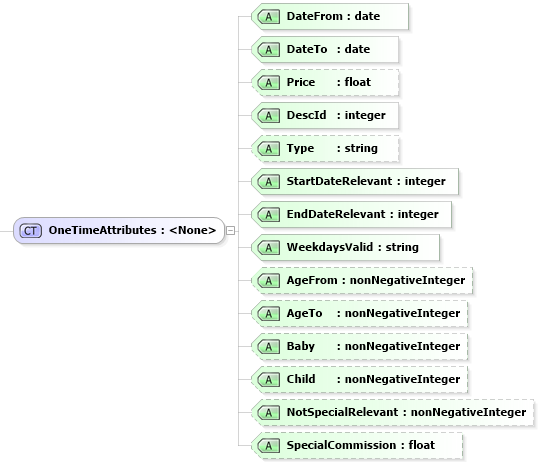 A DateFrom : date
A DateTo : date
A Price : float
A DescId : integer
A Type : string
A StartDateRelevant : integer
A EndDateRelevant : integer
CT OneTimeAttributes : <None>
A WeekdaysValid : string
A AgeFrom : nonNegativeInteger
A AgeTo : nonNegativeInteger
A Baby : nonNegativeInteger
A Child : nonNegativeInteger
A NotSpecialRelevant : nonNegativeInteger
A SpecialCommission : float